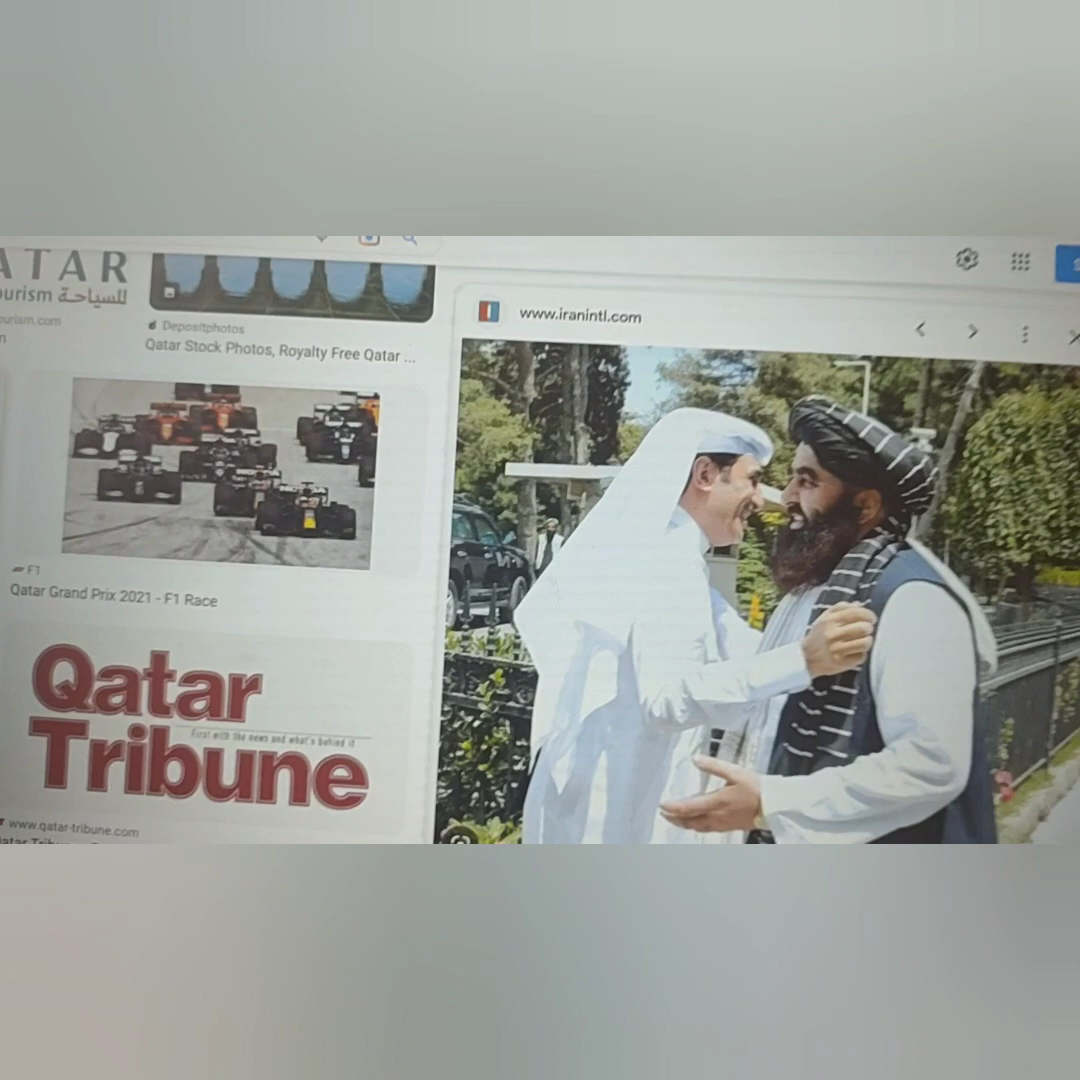 ATAR
ourism للسياحة
urism.com
n
Depositphotos
Qatar Stock Photos, Royalty Free Qatar ...
www.iranintl.com
F1
Qatar Grand Prix 2021 - F1 Race
Qatar
First with the news and what's behind it
Tribune
www.qatar-tribune.com